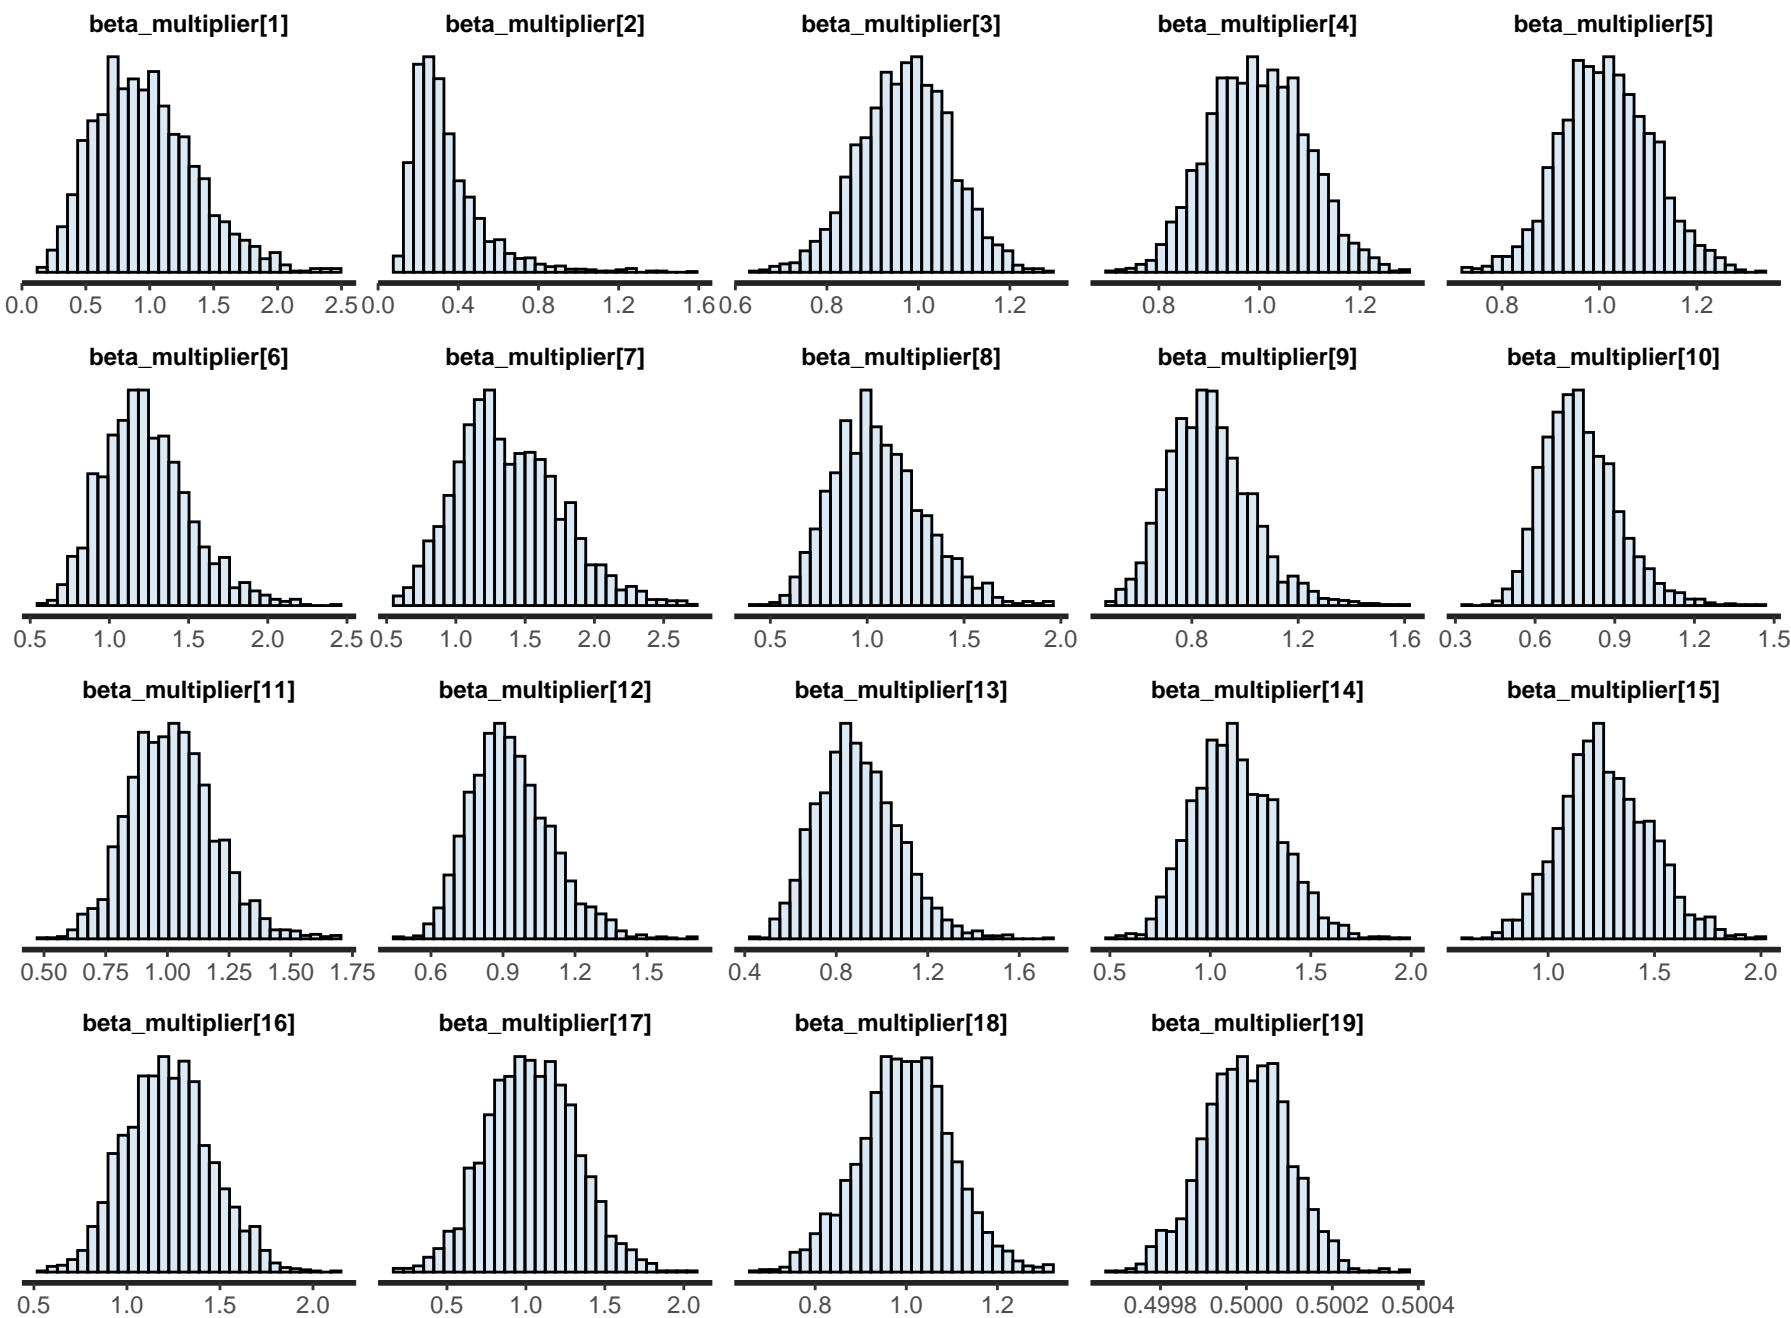 beta_multiplier[1] beta_multiplier[2] beta_multiplier[3] beta_multiplier[4] beta_multiplier[5]
0.0 0.5 1.0 1.5 2.0 2.5 0.0 0.4 0.8 1.2 1.6 0.6 0.8 1.0 1.2 0.8 1.0 1.2 0.8 1.0 1.2
beta_multiplier[6] beta_multiplier[7] beta_multiplier[8] beta_multiplier[9] beta_multiplier[10]
0.5 1.0 1.5 2.0 2.5 0.5 1.0 1.5 2.0 2.5 0.5 1.0 1.5 2.0 0.8 1.2 1.6 0.3 0.6 0.9 1.2 1.5
beta_multiplier[11] beta_multiplier[12] beta_multiplier[13] beta_multiplier[14] beta_multiplier[15]
0.50 0.75 1.00 1.25 1.50 1.75 0.6 0.9 1.2 1.5 0.4 0.8 1.2 1.6 0.5 1.0 1.5 2.0 1.0 1.5 2.0
beta_multiplier[16] beta_multiplier[17] beta_multiplier[18] beta_multiplier[19]
0.5 1.0 1.5 2.0 0.5 1.0 1.5 2.0 0.8 1.0 1.2 0.4998 0.5000 0.5002 0.5004